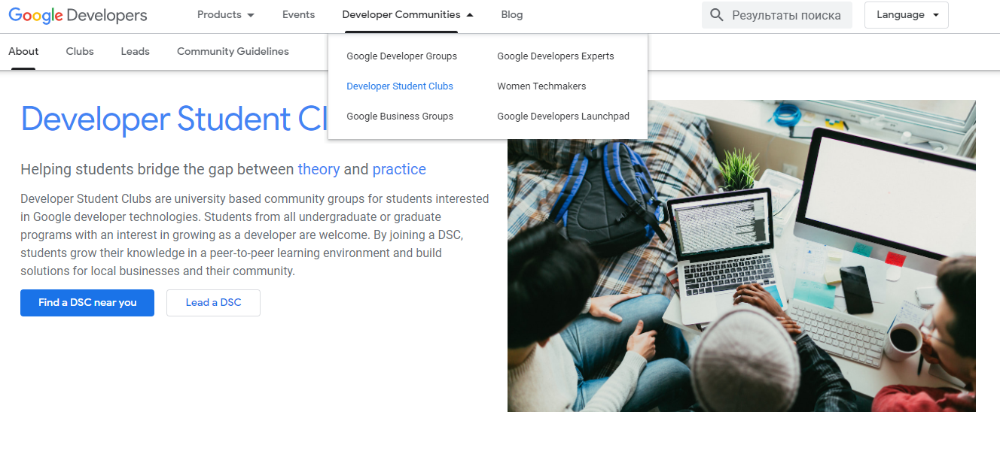 Google Developers
Products
Events
Developer Communities
Blog
Результаты поиска
Language
About
Clubs
Leads
Community Guidelines
Google Developer Groups
Google Developers Experts
Developer Student Clubs
Women Techmakers
Google Business Groups
Google Developers Launchpad
Developer Student Cl
Helping students bridge the gap between theory and practice
Developer Student Clubs are university based community groups for students interested
in Google developer technologies. Students from all undergraduate or graduate
programs with an interest in growing as a developer are welcome. By joining a DSC,
students grow their knowledge in a peer-to-peer learning environment and build
solutions for local businesses and their community.
Find a DSC near you
Lead a DSC